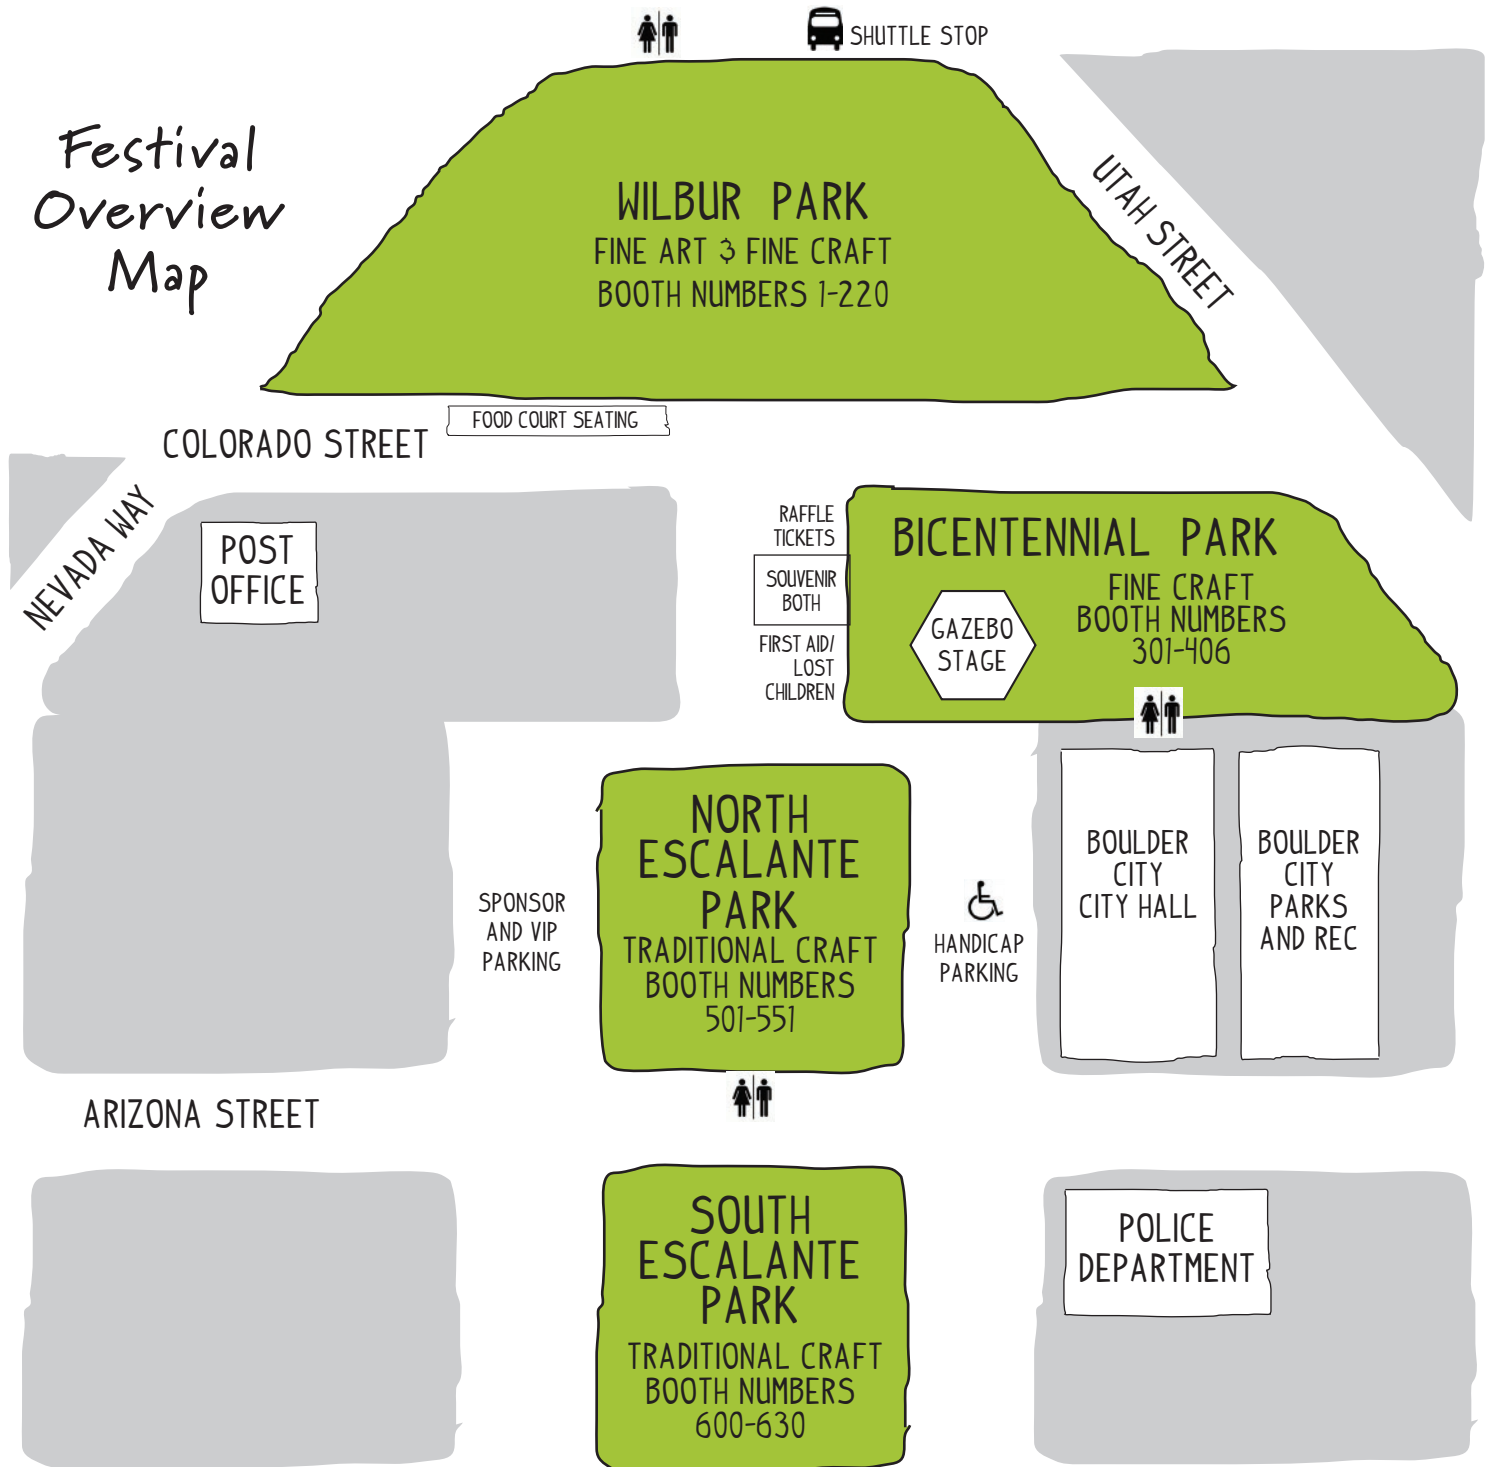 SHUTTLE STOP
Festival
Overview
Map
WILBUR PARK
FINE ART & FINE CRAFT
BOOTH NUMBERS 1-220
UTAH STREET
FOOD COURT SEATING
COLORADO STREET
NEVADA WAY
POST
OFFICE
RAFFLE
TICKETS
SOUVENIR
BOTH
FIRST AID/
LOST
CHILDREN
BICENTENNIAL PARK
FINE CRAFT
BOOTH NUMBERS
301-406
GAZEBO
STAGE
NORTH
ESCALANTE
PARK
TRADITIONAL CRAFT
BOOTH NUMBERS
501-551
SPONSOR
AND VIP
PARKING
HANDICAP
PARKING
BOULDER
CITY
CITY HALL
BOULDER
CITY
PARKS
AND REC
ARIZONA STREET
SOUTH
ESCALANTE
PARK
TRADITIONAL CRAFT
BOOTH NUMBERS
600-630
POLICE
DEPARTMENT